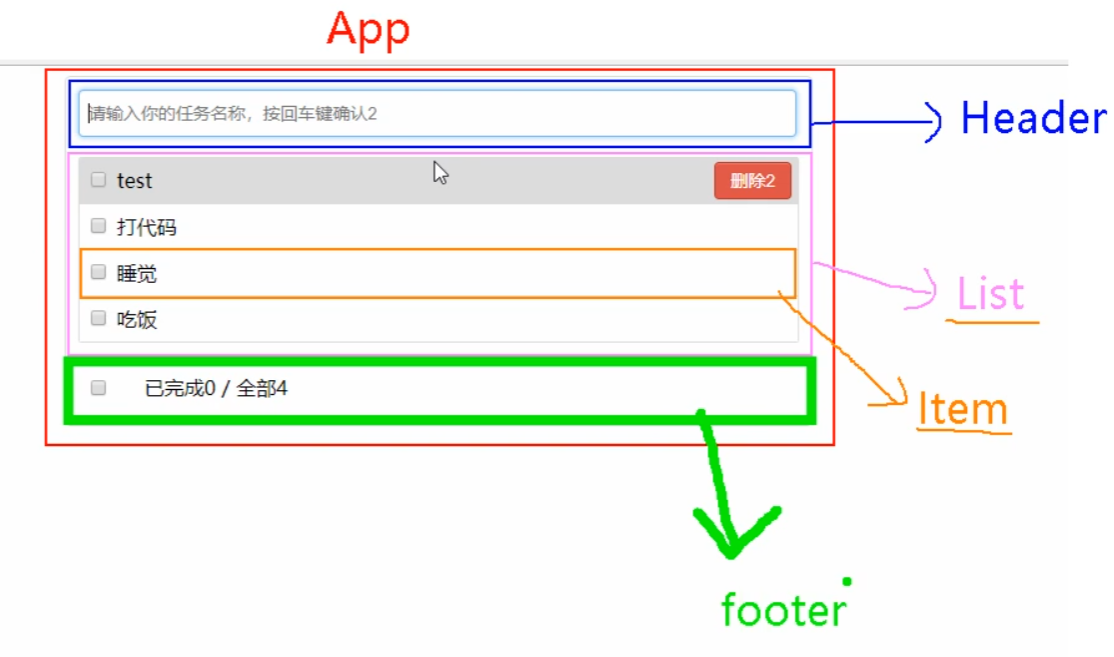 App
请输入你的任务名称，按回车键确认2
Header
test
删除2
打代码
睡觉
List
吃饭
已完成0 / 全部4
Item
footer